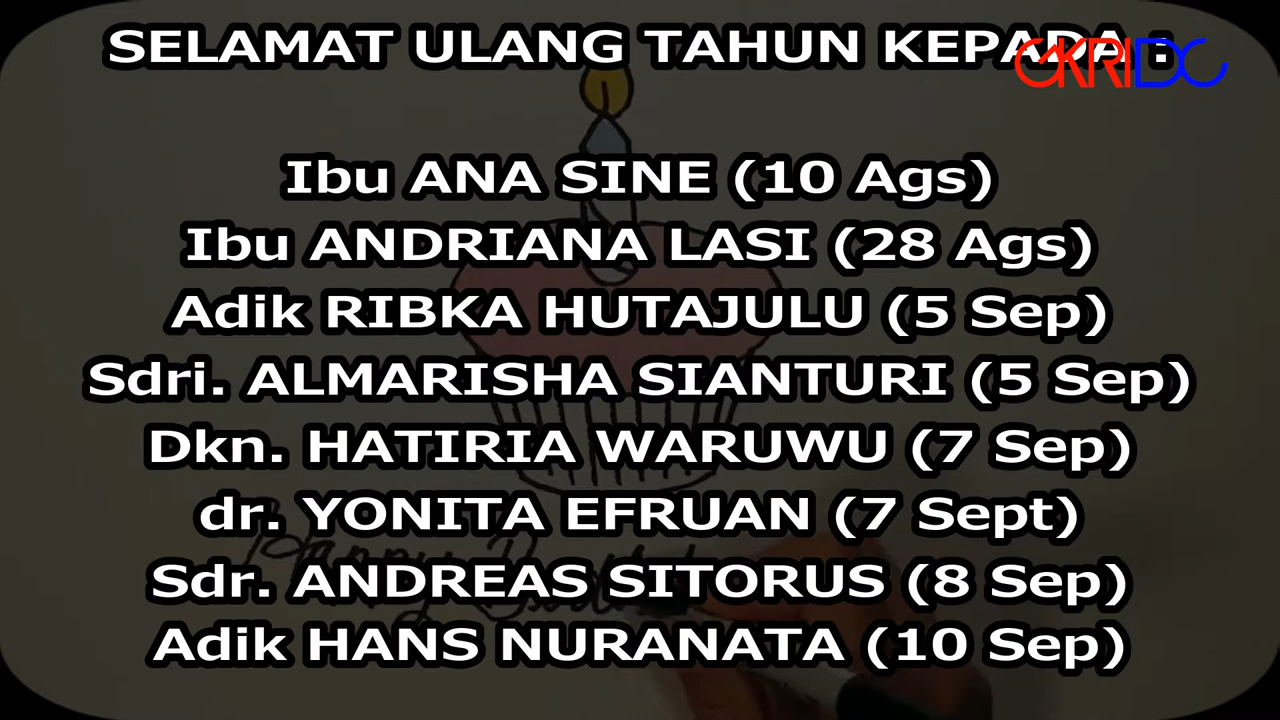 SELAMAT ULANG TAHUN KEPADA :
GKRIDC
Ibu ANA SINE (10 Ags)
Ibu ANDRIANA LASI (28 Ags)
Adik RIBKA HUTAJULU (5 Sep)
Sdri. ALMARISHA SIANTURI (5 Sep)
Dkn. HATIRIA WARUWU (7 Sep)
dr. YONITA EFRUAN (7 Sept)
Happy
Sdr. ANDREAS SITORUS (8 Sep)
Adik HANS NURANATA (10 Sep)